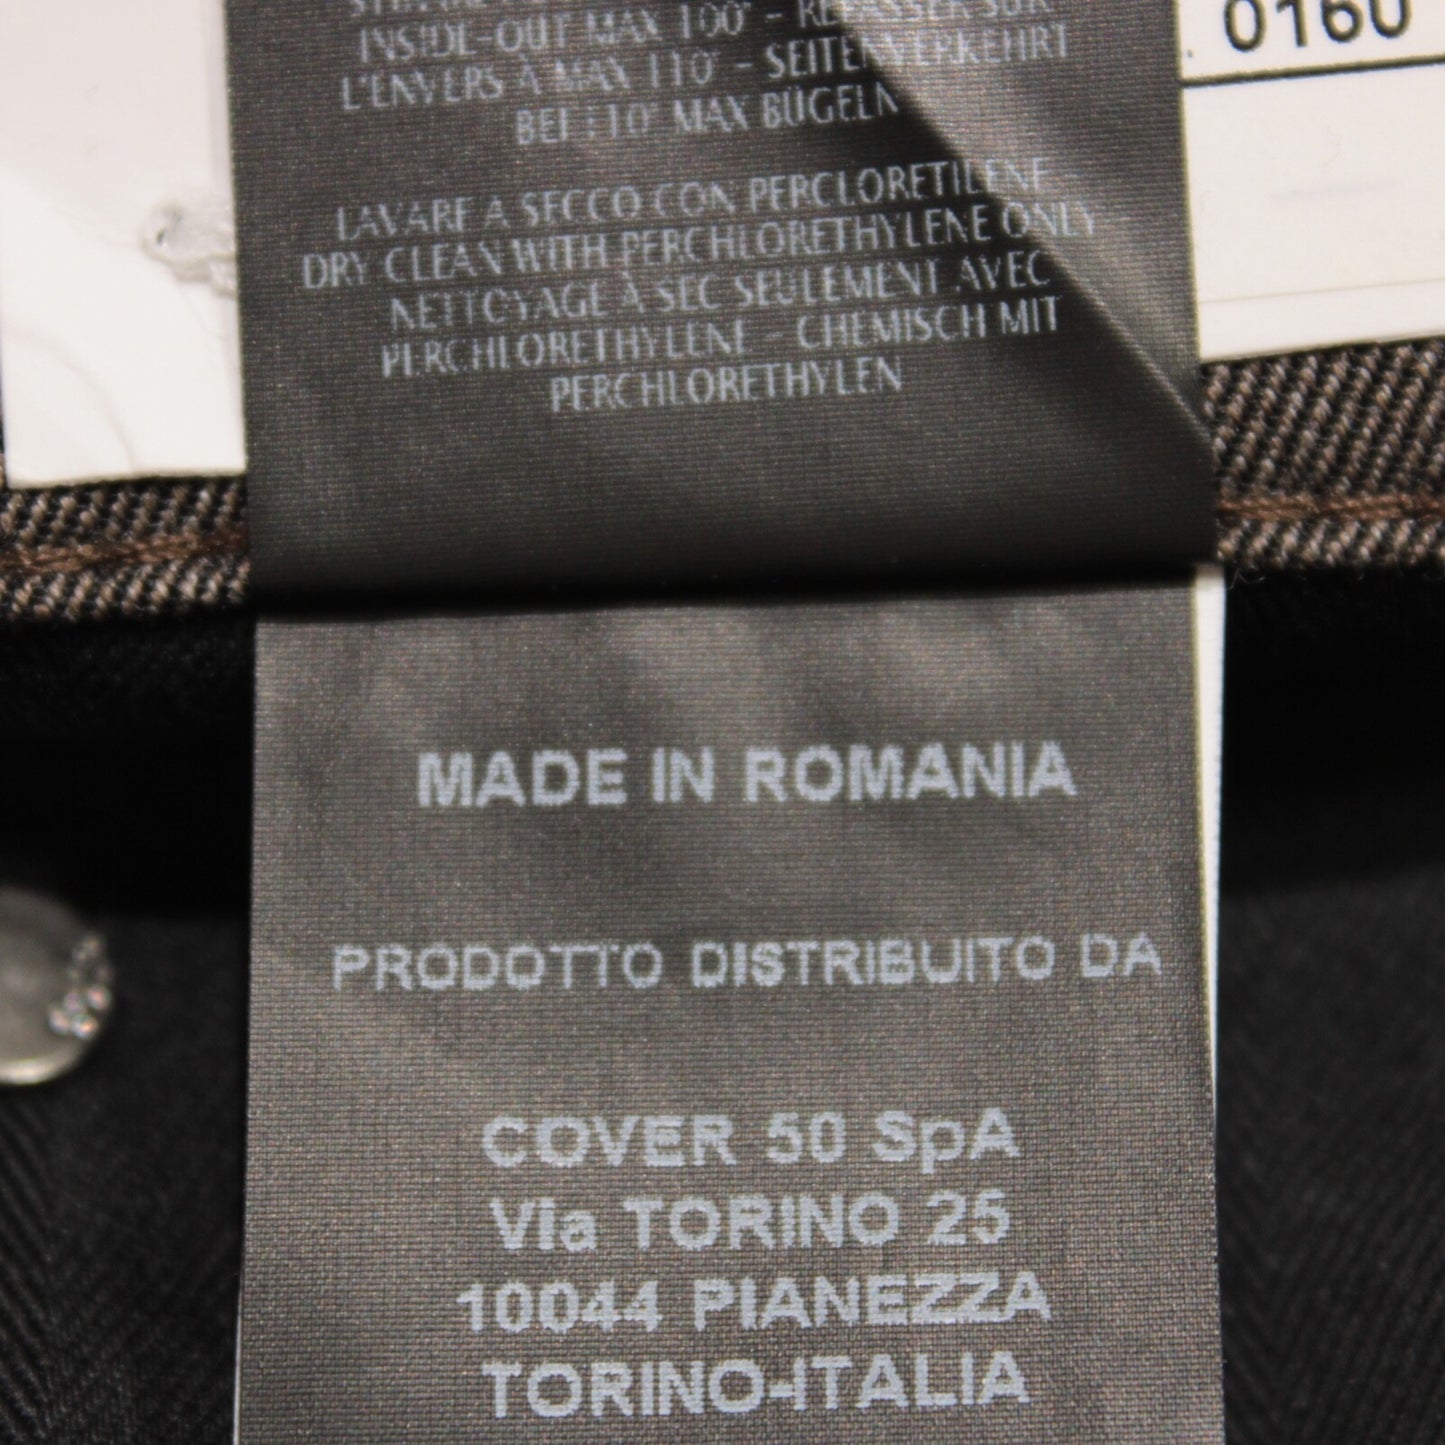 INSIDE-OUT MAX 100° - REPASSER SUR
L'ENVERS À MAX 110° - SEITENVERKEHRT
BEI 110° MAX BÜGELN
LAVARE A SECCO CON PERCLORETILENE
DRY CLEAN WITH PERCHLORETHYLENE ONLY
NETTOYAGE À SEC SEULEMENT AVEC
PERCHLORETHYLENE - CHEMISCH MIT
PERCHLORETHYLEN
0160
MADE IN ROMANIA
PRODOTTO DISTRIBUITO DA
COVER 50 SpA
Via TORINO 25
10044 PIANEZZA
TORINO-ITALIA